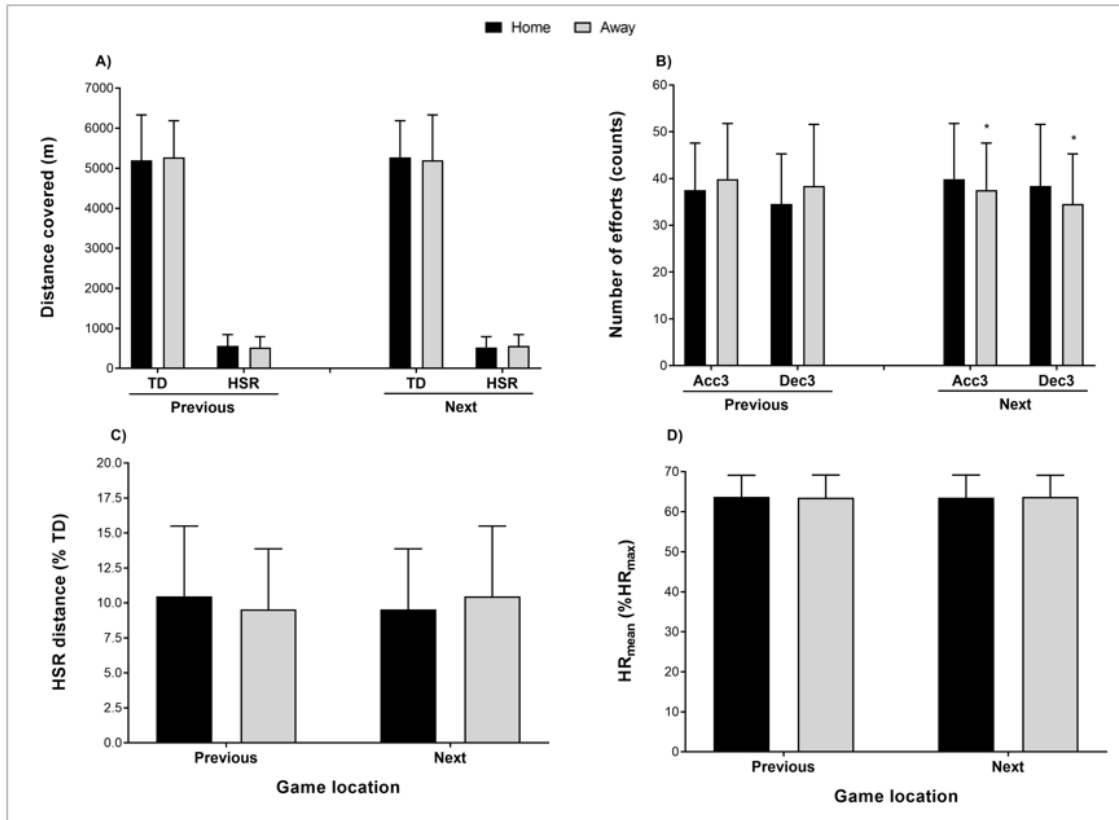 Home Away
A)
Distance covered (m)
7000
6000
5000
4000
3000
2000
1000
0
TD HSR TD HSR
Previous Next
B)
Number of efforts (counts)
60
50
40
30
20
10
0
* *
Acc3 Dec3 Acc3 Dec3
Previous Next
C)
HSR distance (% TD)
20.0
17.5
15.0
12.5
10.0
7.5
5.0
2.5
0.0
Previous Next
Game location
D)
HRmean (%HRmax)
70
60
50
40
30
20
10
0
Previous Next
Game location